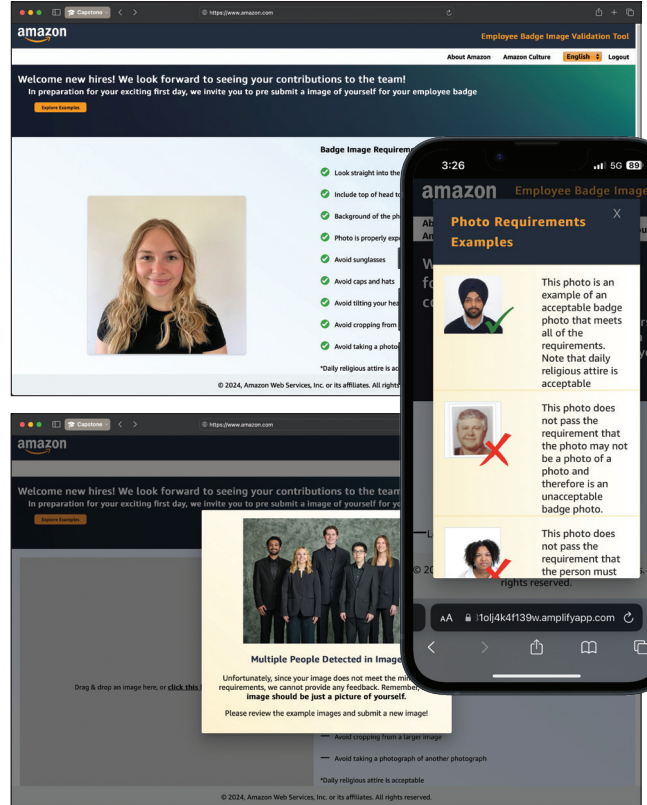 Capstone
https://www.amazon.com
amazon
Employee Badge Image Validation Tool
About Amazon Amazon Culture English Logout
Welcome new hires! We look forward to seeing your contributions to the team!
In preparation for your exciting first day, we invite you to pre submit a image of yourself for your employee badge
Explore Examples
Badge Image
Look straight into the
Include top of head to
Background of the
Photo is properly
Avoid sunglasses
Avoid caps and hats
Avoid tilting your
Avoid cropping from
Avoid taking a
*Daily religious attire is
© 2024, Amazon Web Services, Inc. or its affiliates. All rights
3:26
5G 89
amazon Employee Badge Image
Photo Requirements X
Examples
This photo is an
example of an
acceptable badge
photo that meets
all of the
requirements.
Note that daily
religious attire is
acceptable
This photo does
not pass the
requirement that
the photo may not
be a photo of a
photo and
therefore is an
unacceptable
badge photo.
This photo does
not pass the
requirement that
the person must
rights reserved.
AA 1olj4k4f139w.amplifyapp.com
Capstone
https://www.amazon.com
amazon
Welcome new hires! We look forward to seeing your contributions to the team
In preparation for your exciting first day, we invite you to pre submit a image of yourself for
Explore Examples
Drag & drop an image here, or click this
Multiple People Detected in Image
Unfortunately, since your image does not meet the
requirements, we cannot provide any feedback. Remember,
image should be just a picture of yourself.
Please review the example images and submit a new image!
Avoid cropping from a larger image
Avoid taking a photograph of another photograph
*Daily religious attire is acceptable
© 2024, Amazon Web Services, Inc. or its affiliates. All rights reserved.